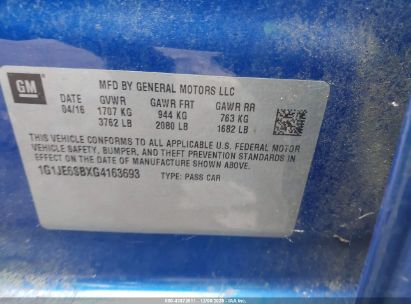 GM
MFD BY GENERAL MOTORS LLC
DATE GVWR GAWR FRT GAWR RR
04/16 1707 KG 944 KG 763 KG
3762 LB 2080 LB 1682 LB
THIS VEHICLE CONFORMS TO ALL APPLICABLE U.S. FEDERAL MOTOR
VEHICLE SAFETY, BUMPER, AND THEFT PREVENTION STANDARDS IN
EFFECT ON THE DATE OF MANUFACTURE SHOWN ABOVE.
1G1JE6SBXG4163693 TYPE: PASS CAR